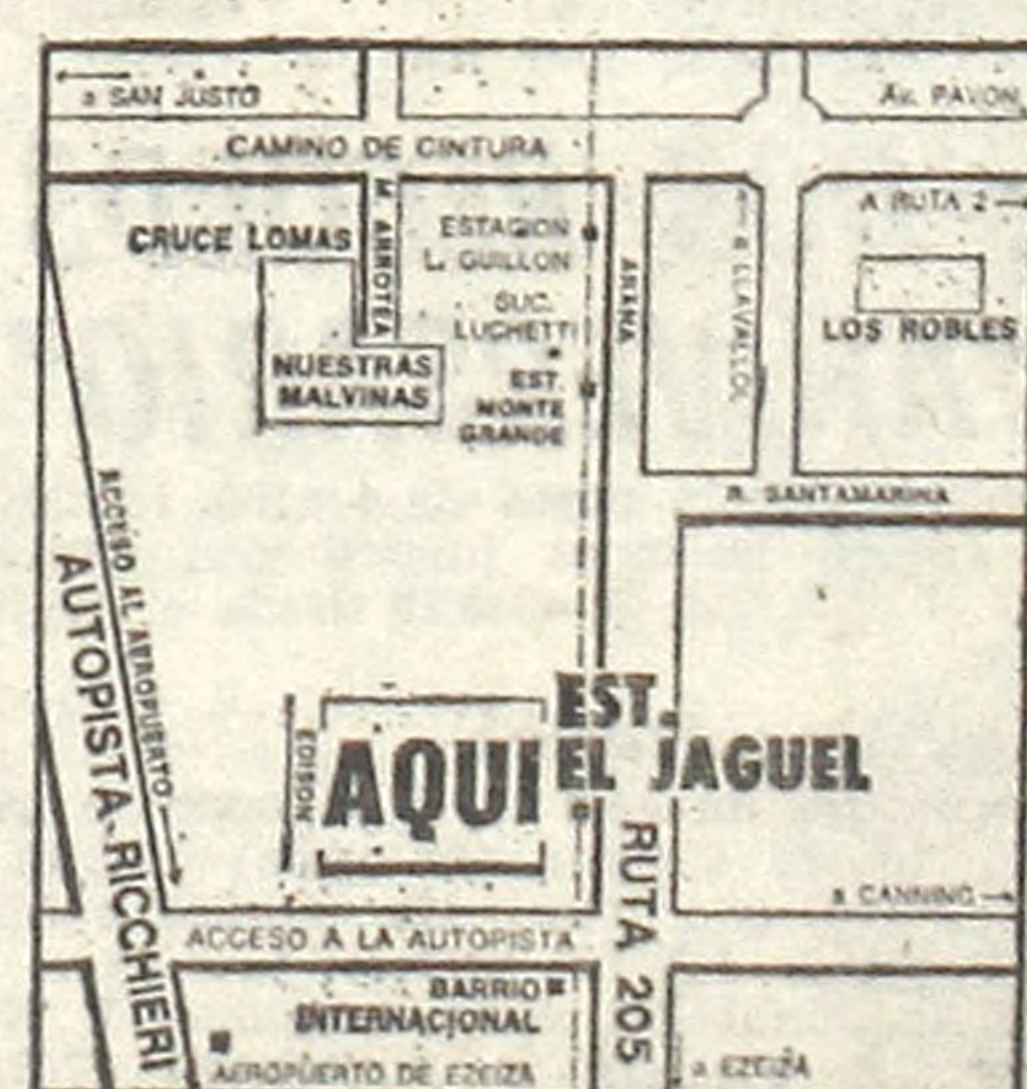 a SAN JUSTO
Av. PAVON
CAMINO DE CINTURA
A RUTA 2
CRUCE LOMAS
ESTACION
L. GUILLON
SUC.
LUCHETTI
ARANA
a LLAVALLOL
LOS ROBLES
NUESTRAS
MALVINAS
EST.
MONTE
GRANDE
R. SANTAMARINA
ACCESO AL AEROPUERTO
AUTOPISTA-RICCHIERI
EDISON
AQUI
EST.
EL JAGUEL
RUTA 205
a CANNING
ACCESO A LA AUTOPISTA
BARRIO
INTERNACIONAL
AEROPUERTO DE EZEIZA
a EZEIZA